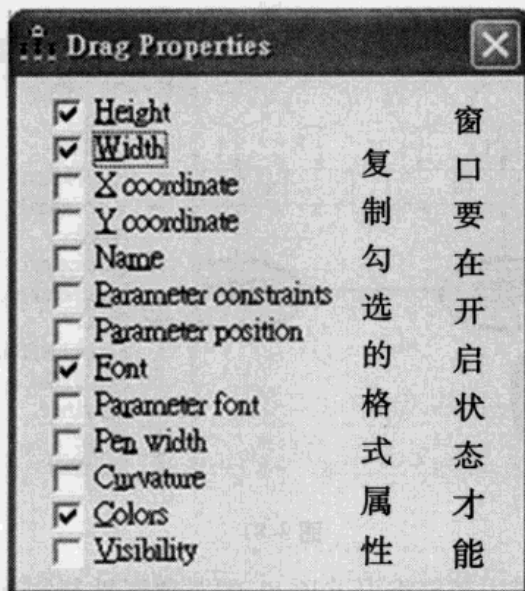 Drag Properties
Height
Width
X coordinate
Y coordinate
Name
Parameter constraints
Parameter position
Font
Parameter font
Pen width
Curvature
Colors
Visibility
窗口要在开启状态才能
复制勾选的格式属性